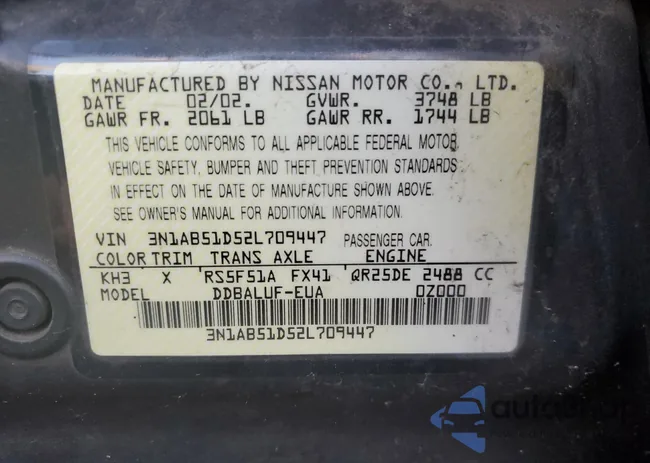 MANUFACTURED BY NISSAN MOTOR CO., LTD.
DATE 02/02. GVWR. 3748 LB
GAWR FR. 2061 LB GAWR RR. 1744 LB
THIS VEHICLE CONFORMS TO ALL APPLICABLE FEDERAL MOTOR
VEHICLE SAFETY, BUMPER AND THEFT PREVENTION STANDARDS
IN EFFECT ON THE DATE OF MANUFACTURE SHOWN ABOVE.
SEE OWNER'S MANUAL FOR ADDITIONAL INFORMATION.
VIN 3N1AB51D52L709447 PASSENGER CAR.
COLOR TRIM TRANS AXLE ENGINE
KH3 X RS5F51A FX41 QR25DE 2488 CC
MODEL DDBALUF-EUA 0Z000
3N1AB51D52L709447